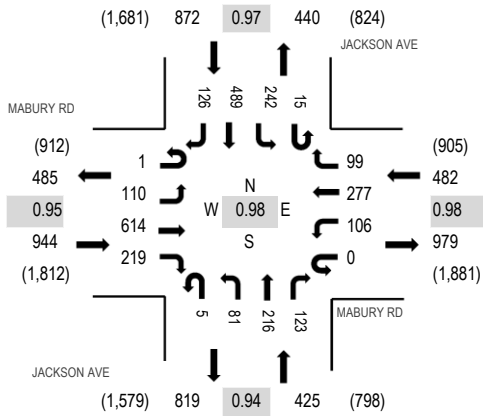 (1,681) 872 0.97 440 (824)
JACKSON AVE
126 489 242 15
MABURY RD
(912) (905)
485 1 99 482
110 N 277
0.95 W 0.98 E 0.98
944 614 S 106 979
(1,812) 219 0 (1,881)
5 81 216 123
MABURY RD
JACKSON AVE
(1,579) 819 0.94 425 (798)